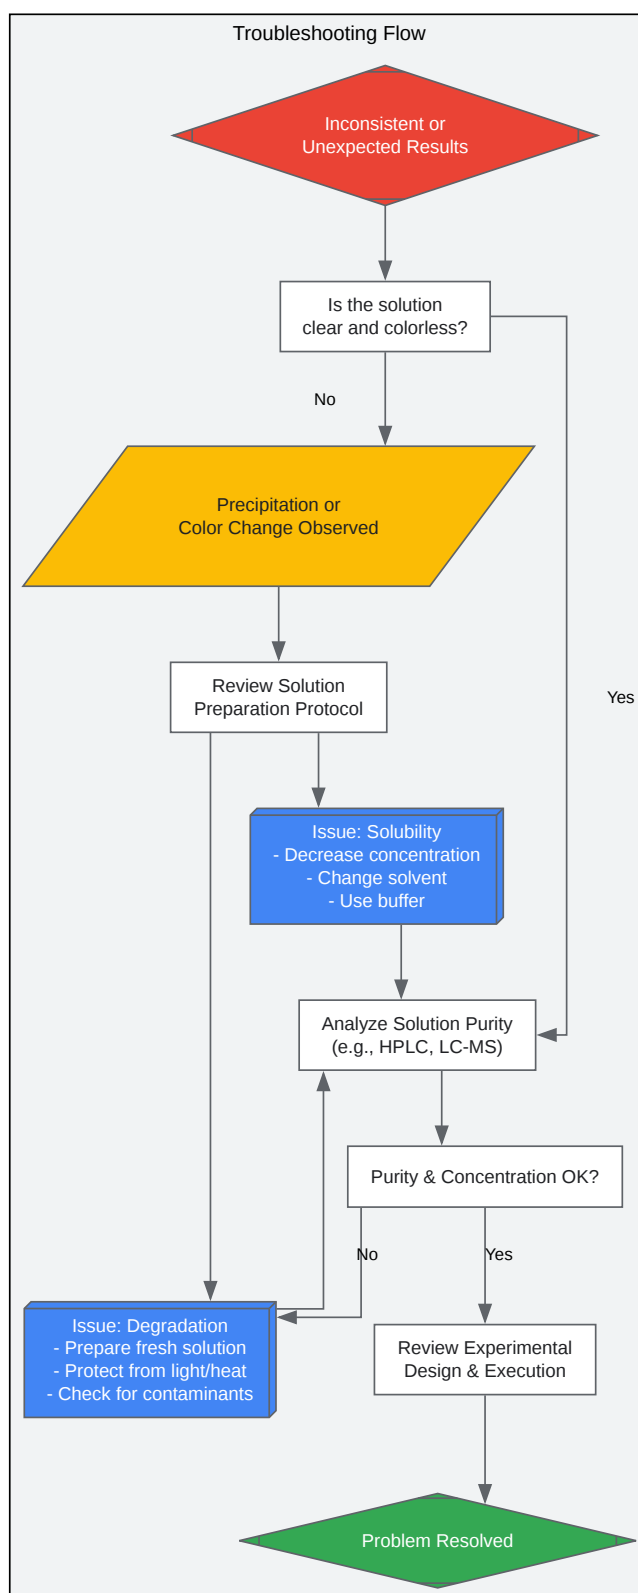 Troubleshooting Flow
Inconsistent or
Unexpected Results
Is the solution
clear and colorless?
No
Precipitation or
Color Change Observed
Review Solution
Preparation Protocol
Yes
Issue: Solubility
- Decrease concentration
- Change solvent
- Use buffer
Analyze Solution Purity
(e.g., HPLC, LC-MS)
Purity & Concentration OK?
No
Yes
Issue: Degradation
- Prepare fresh solution
- Protect from light/heat
- Check for contaminants
Review Experimental
Design & Execution
Problem Resolved